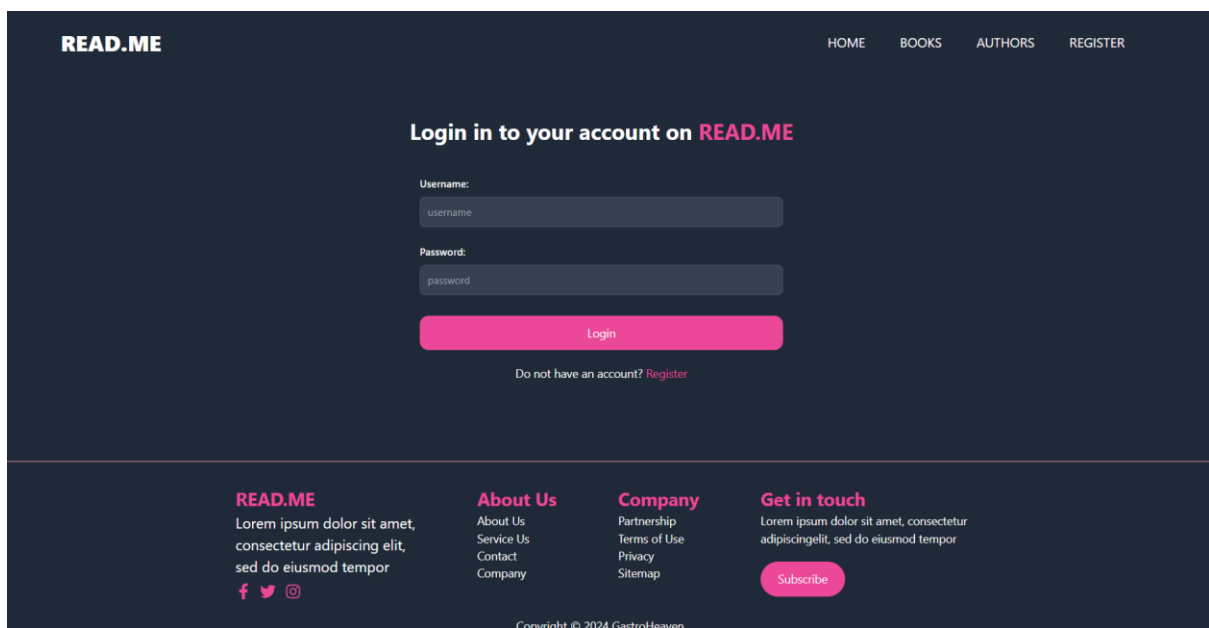 READ.ME
HOME BOOKS AUTHORS REGISTER
Login in to your account on READ.ME
Username:
username
Password:
password
Login
Do not have an account? Register
READ.ME
Lorem ipsum dolor sit amet,
consectetur adipiscing elit,
sed do eiusmod tempor
About Us
About Us
Service Us
Contact
Company
Company
Partnership
Terms of Use
Privacy
Sitemap
Get in touch
Lorem ipsum dolor sit amet, consectetur
adipiscingelit, sed do eiusmod tempor
Subscribe
Copyright © 2024 GastroHeaven